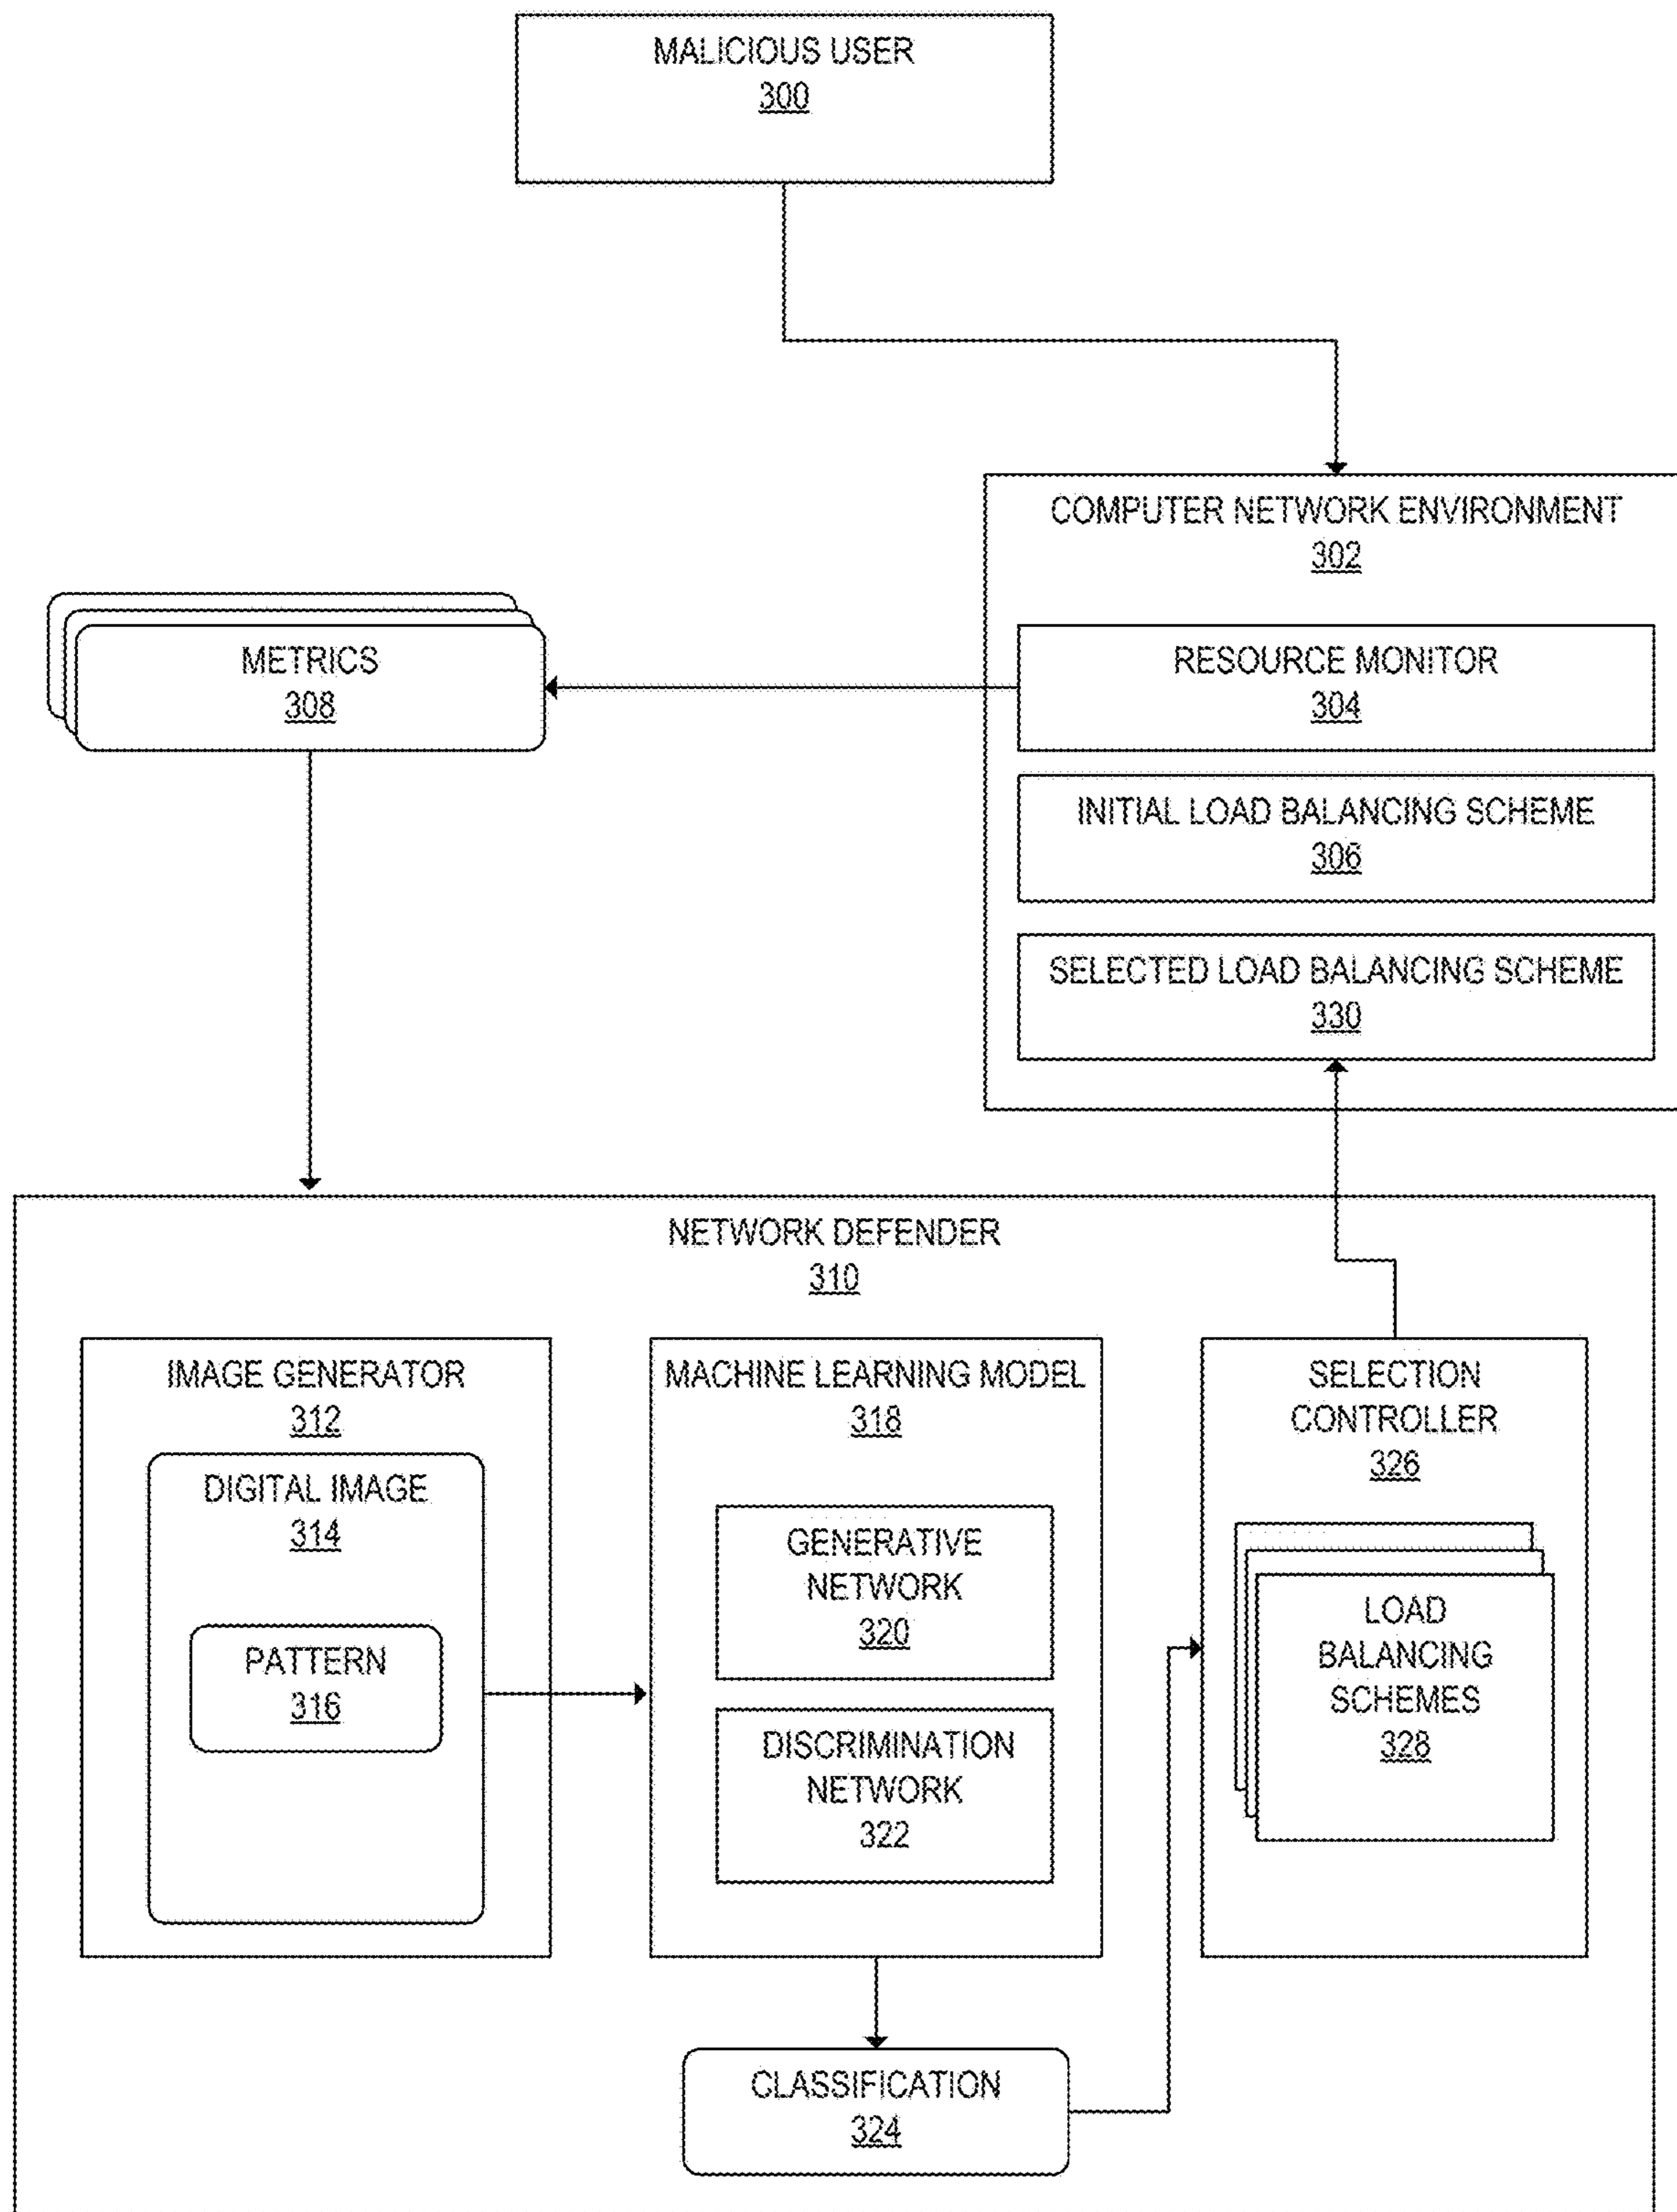 MALICIOUS USER
300
COMPUTER NETWORK ENVIRONMENT
302
RESOURCE MONITOR
304
METRICS
308
INITIAL LOAD BALANCING SCHEME
306
SELECTED LOAD BALANCING SCHEME
330
NETWORK DEFENDER
310
IMAGE GENERATOR
312
DIGITAL IMAGE
314
PATTERN
316
MACHINE LEARNING MODEL
318
GENERATIVE
NETWORK
320
DISCRIMINATION
NETWORK
322
CLASSIFICATION
324
SELECTION
CONTROLLER
326
LOAD
BALANCING
SCHEMES
328